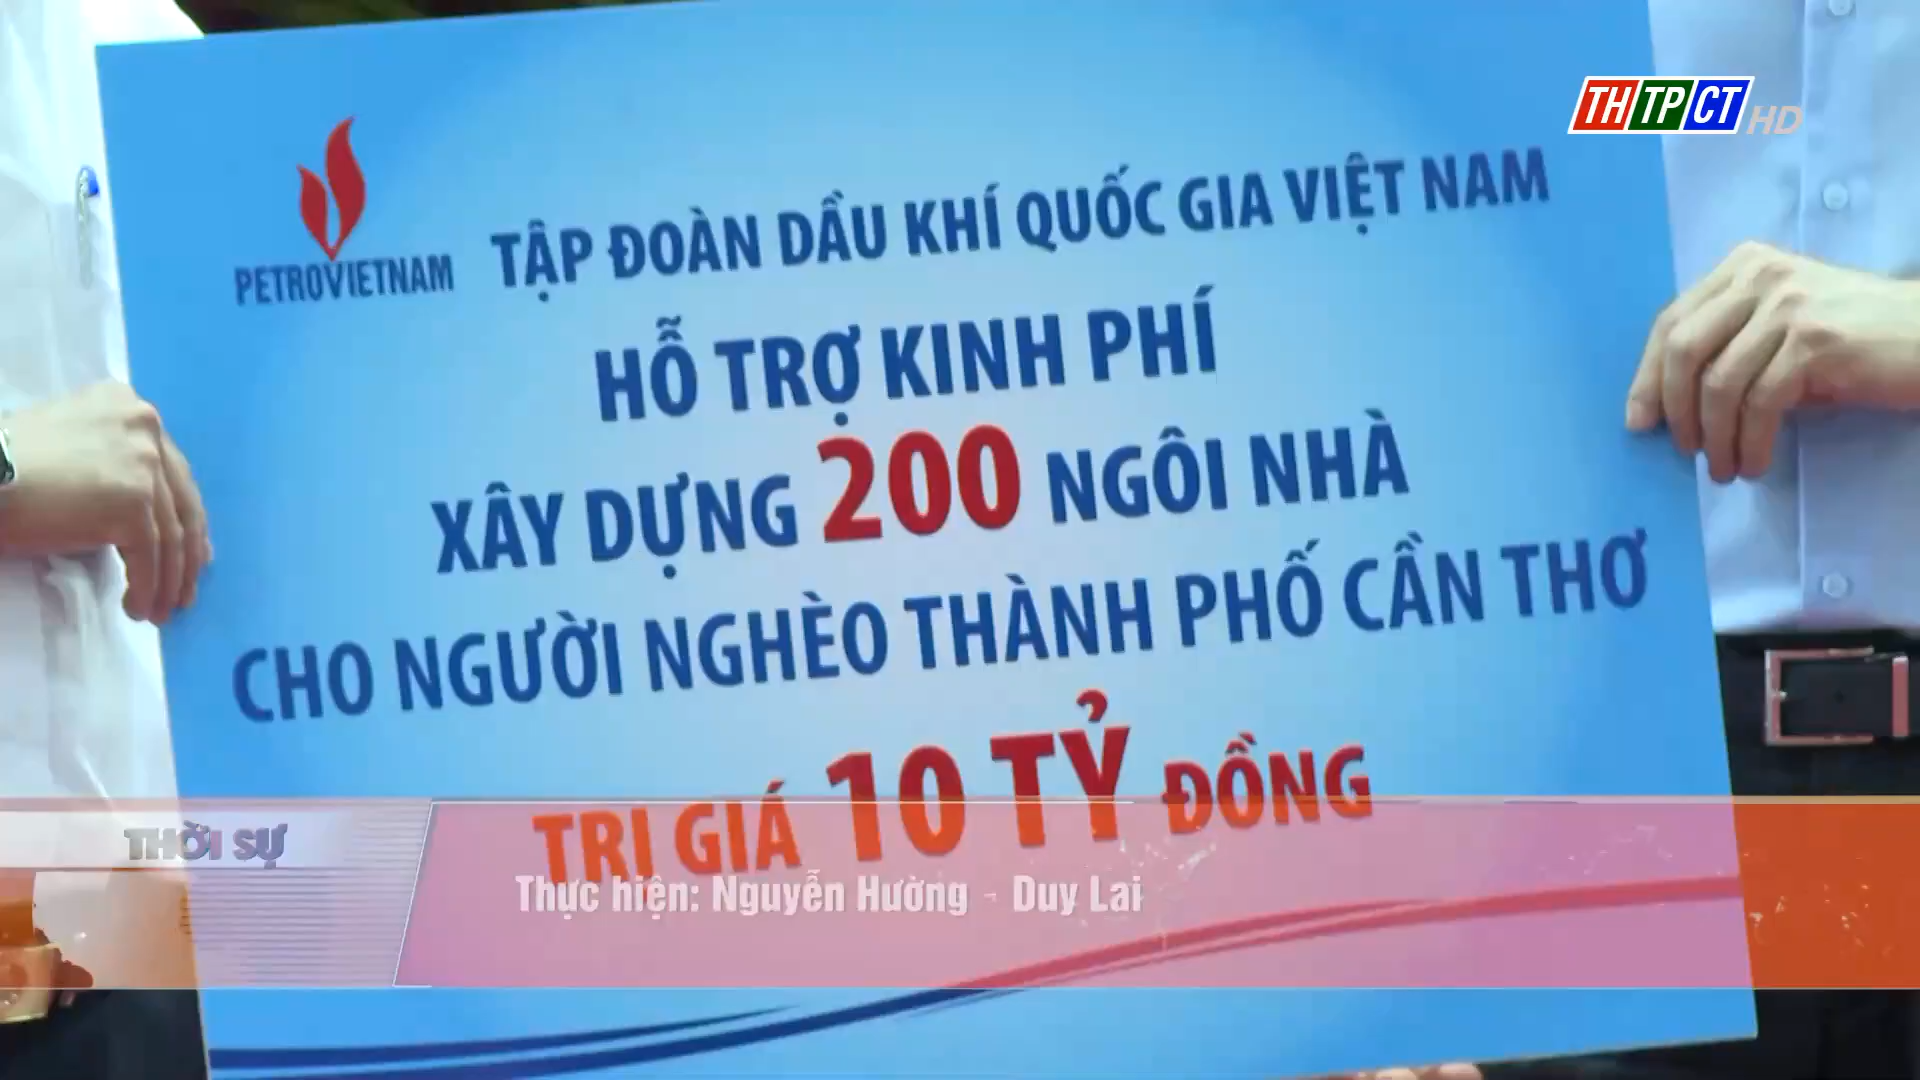 THTPCT HD
PETROVIETNAM
TẬP ĐOÀN DẦU KHÍ QUỐC GIA VIỆT NAM
HỖ TRỢ KINH PHÍ
XÂY DỰNG 200 NGÔI NHÀ
CHO NGƯỜI NGHÈO THÀNH PHỐ CẦN THƠ
TRỊ GIÁ 10 TỶ ĐỒNG
THỜI SỰ
Thực hiện: Nguyễn Hường - Duy Lai